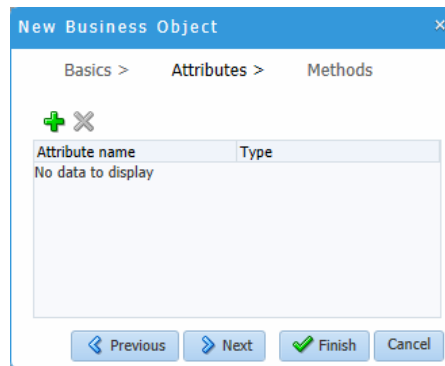 New Business Object ×
Basics > Attributes > Methods
Attribute name Type
No data to display
Previous Next Finish Cancel